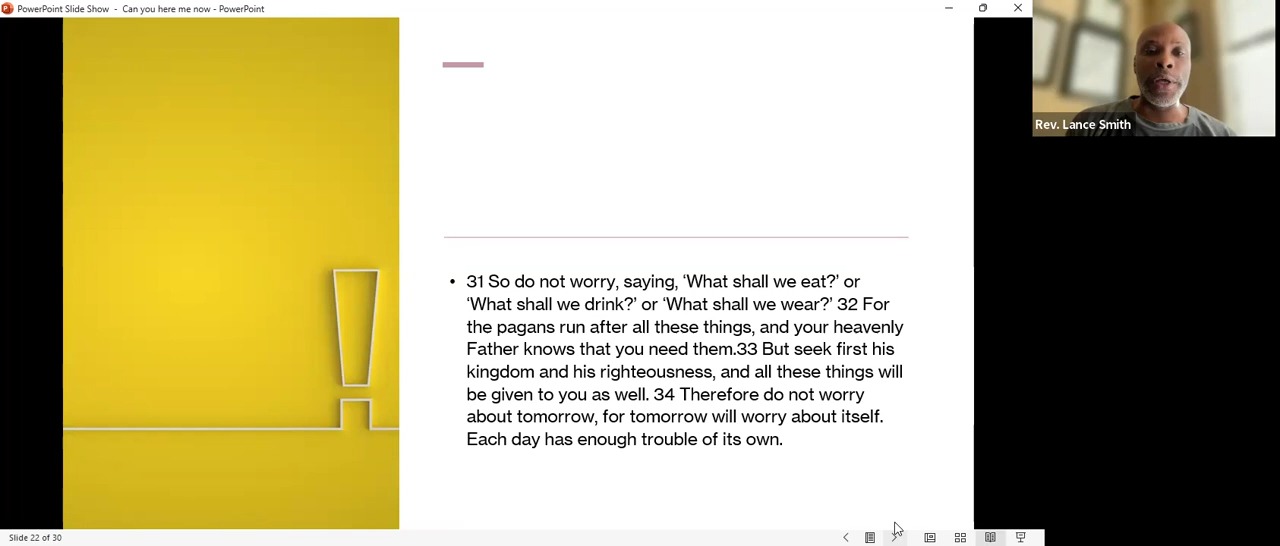 PowerPoint Slide Show - Can you here me now - PowerPoint
Rev. Lance Smith
• 31 So do not worry, saying, ‘What shall we eat?’ or
‘What shall we drink?’ or ‘What shall we wear?’ 32 For
the pagans run after all these things, and your heavenly
Father knows that you need them.33 But seek first his
kingdom and his righteousness, and all these things will
be given to you as well. 34 Therefore do not worry
about tomorrow, for tomorrow will worry about itself.
Each day has enough trouble of its own.
Slide 22 of 30